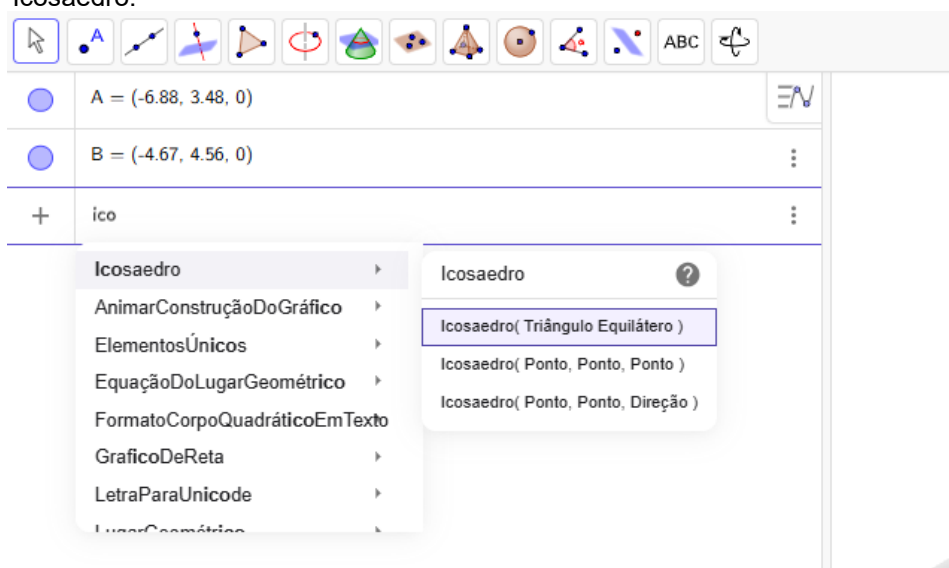 Icosaedro.
A ABC
A = (-6.88, 3.48, 0)
B = (-4.67, 4.56, 0)
ico
Icosaedro
AnimarConstruçãoDoGráfico
ElementosÚnicos
EquaçãoDoLugarGeométrico
FormatoCorpoQuadráticoEmTexto
GraficoDeReta
LetraParaUnicode
LugarGeométrico
Icosaedro ?
Icosaedro( Triângulo Equilátero )
Icosaedro( Ponto, Ponto, Ponto )
Icosaedro( Ponto, Ponto, Direção )